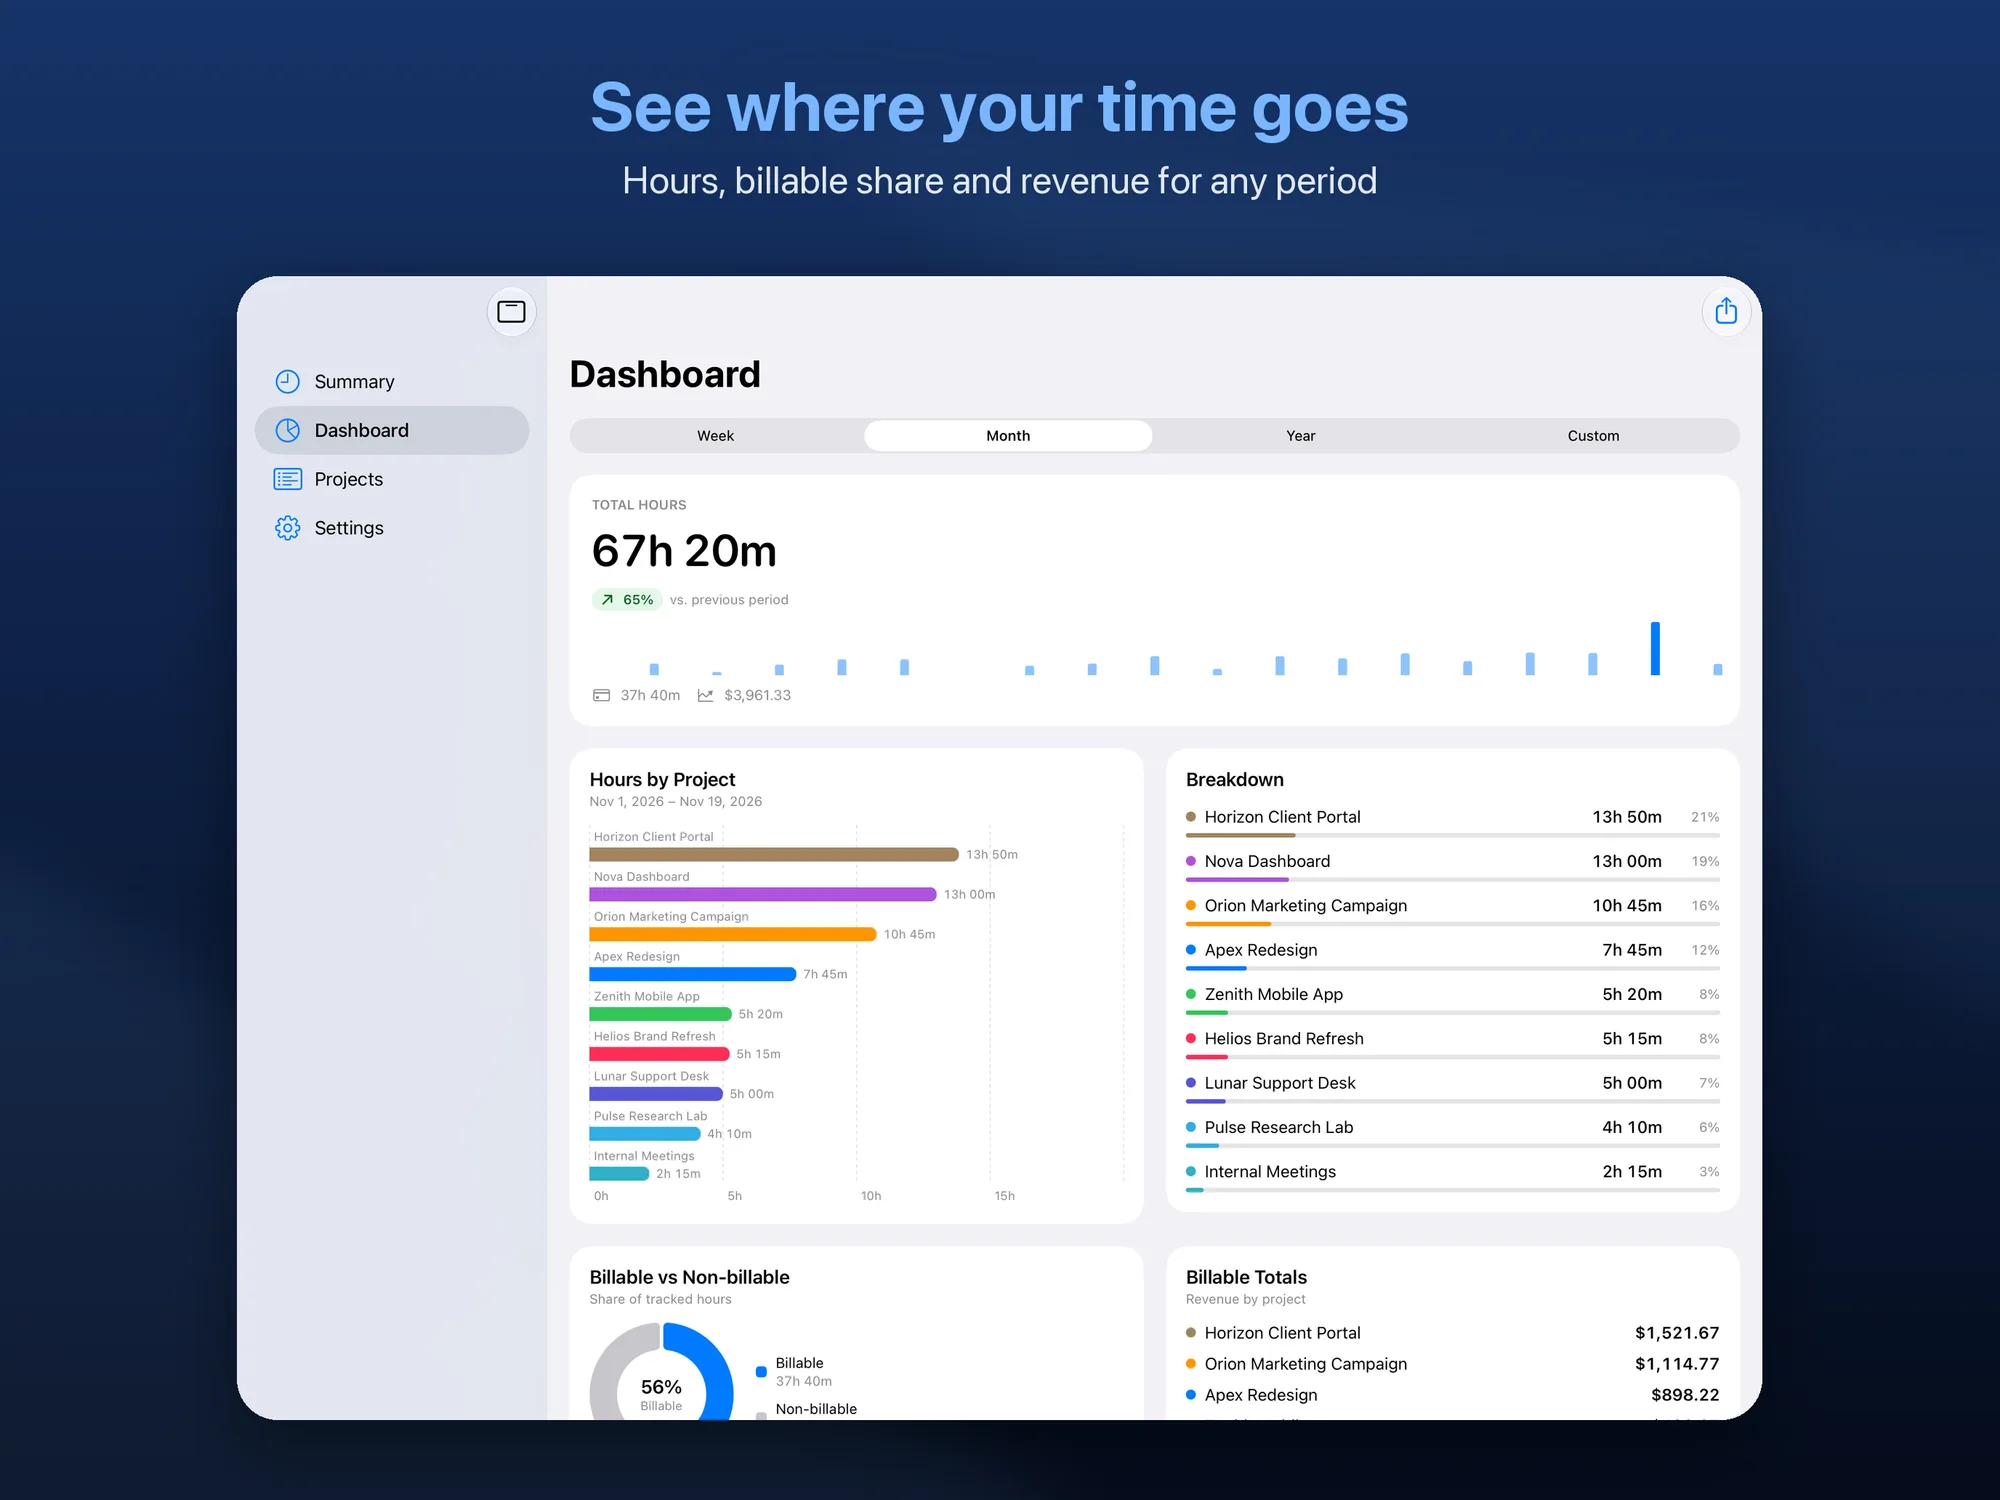 See where your time goes
Hours, billable share and revenue for any period
Summary
Dashboard
Projects
Settings
Dashboard
Week Month Year Custom
TOTAL HOURS
67h 20m
65% vs. previous period
37h 40m $3,961.33
Hours by Project
Nov 1, 2026 – Nov 19, 2026
Horizon Client Portal
13h 50m
Nova Dashboard
13h 00m
Orion Marketing Campaign
10h 45m
Apex Redesign
7h 45m
Zenith Mobile App
5h 20m
Helios Brand Refresh
5h 15m
Lunar Support Desk
5h 00m
Pulse Research Lab
4h 10m
Internal Meetings
2h 15m
0h 5h 10h 15h
Breakdown
Horizon Client Portal 13h 50m 21%
Nova Dashboard 13h 00m 19%
Orion Marketing Campaign 10h 45m 16%
Apex Redesign 7h 45m 12%
Zenith Mobile App 5h 20m 8%
Helios Brand Refresh 5h 15m 8%
Lunar Support Desk 5h 00m 7%
Pulse Research Lab 4h 10m 6%
Internal Meetings 2h 15m 3%
Billable vs Non-billable
Share of tracked hours
56%
Billable
Billable
37h 40m
Non-billable
Billable Totals
Revenue by project
Horizon Client Portal $1,521.67
Orion Marketing Campaign $1,114.77
Apex Redesign $898.22